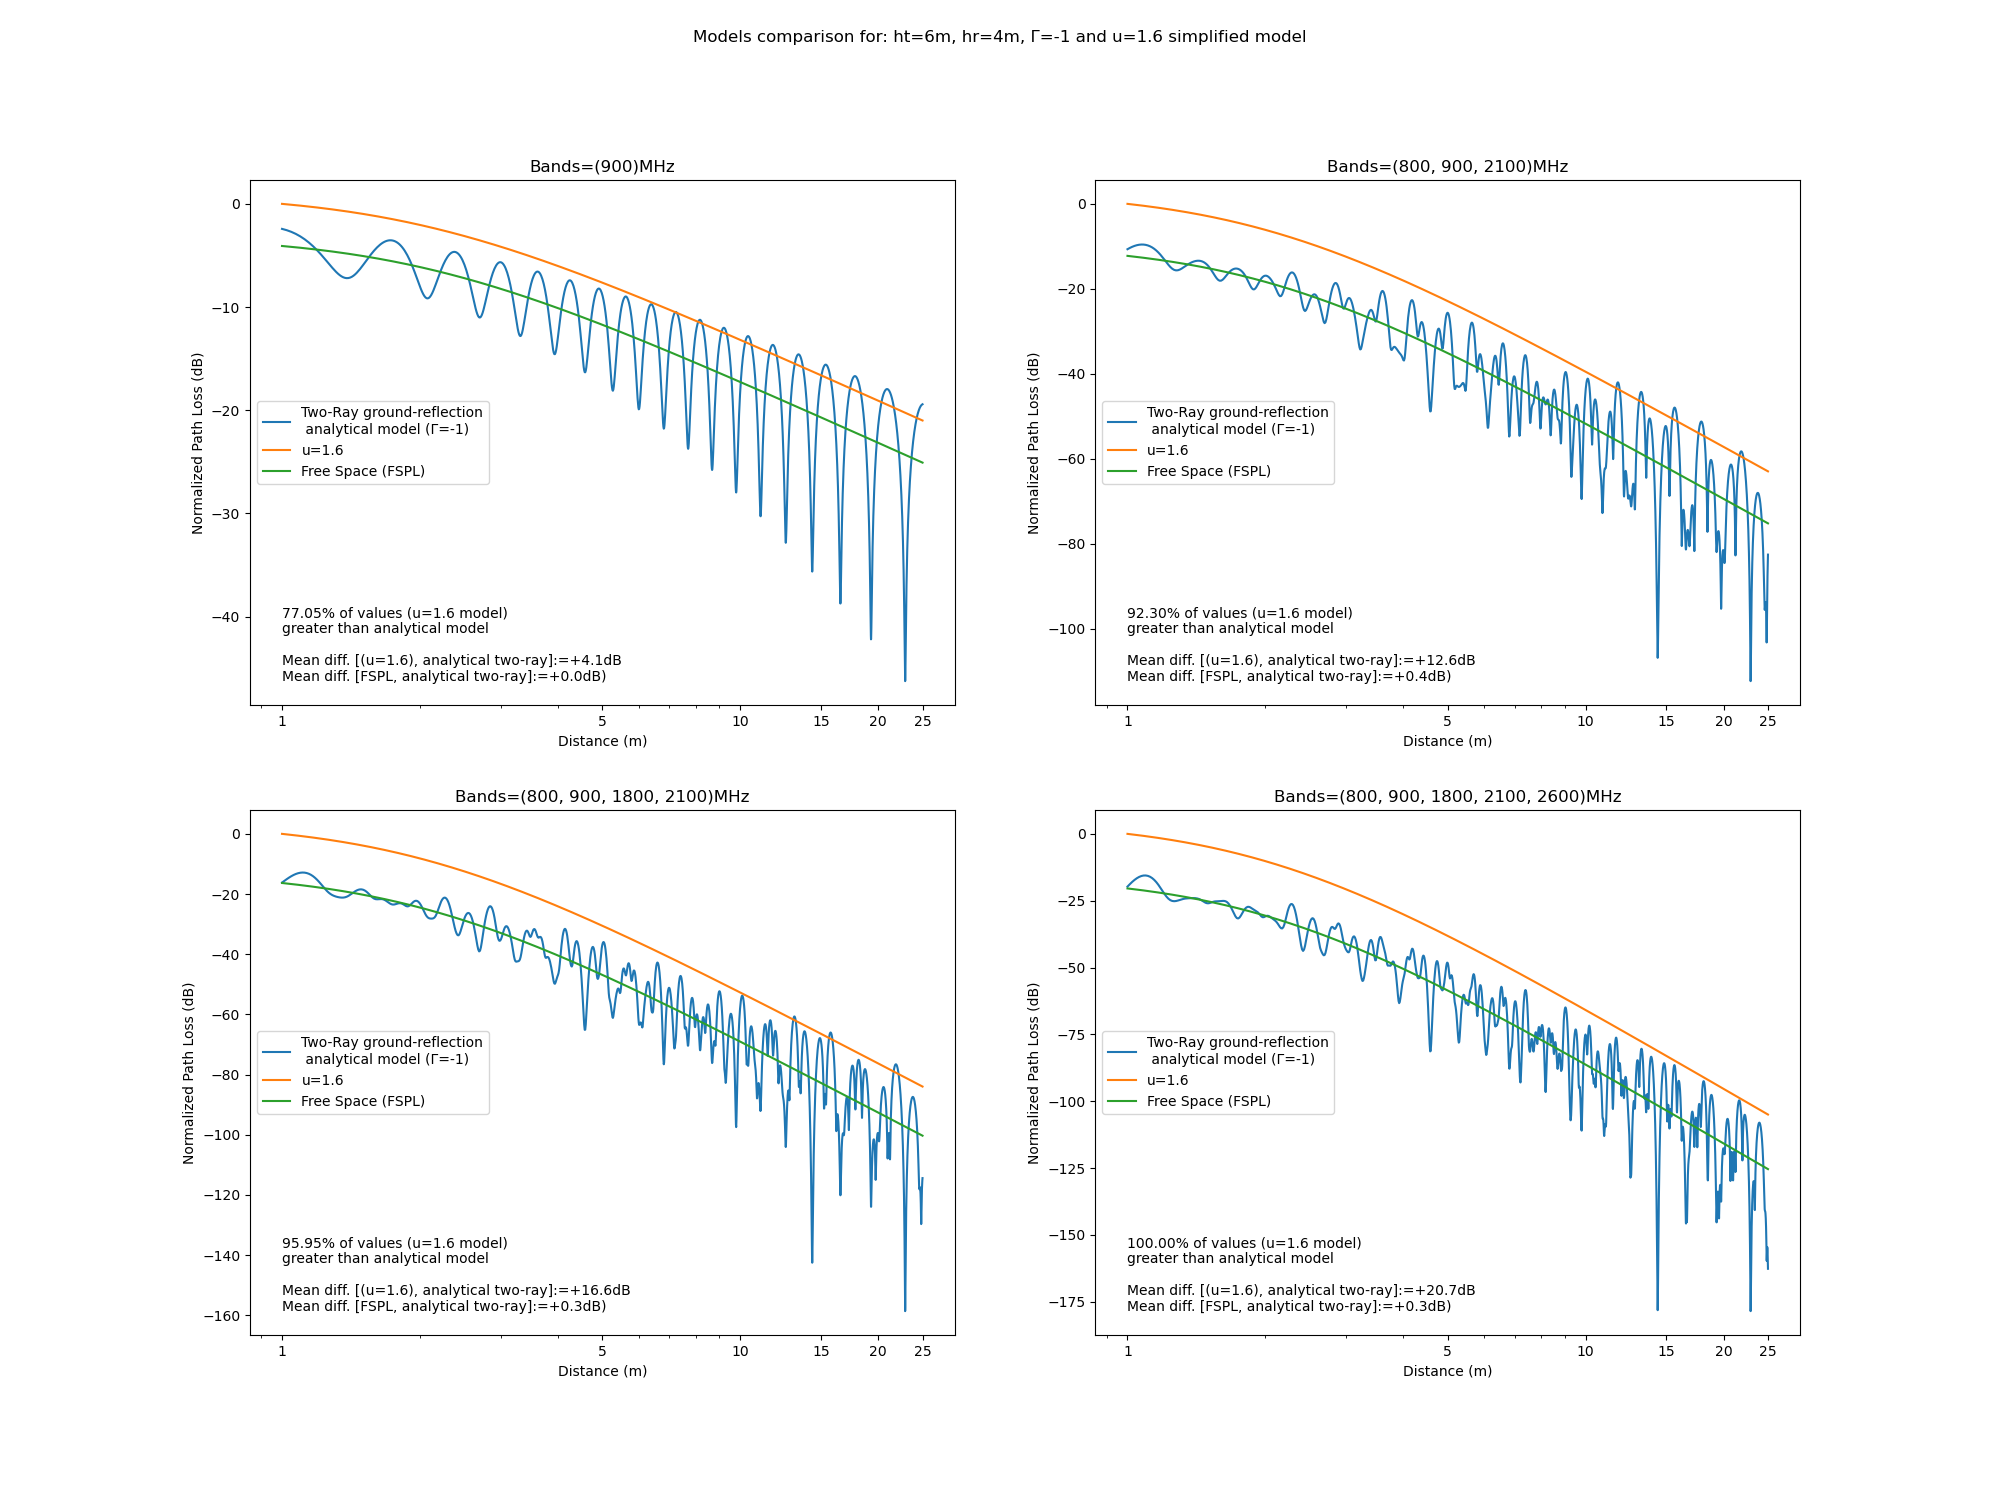 Models comparison for: ht=6m, hr=4m, Γ=-1 and u=1.6 simplified model
Bands=(900)MHz
Normalized Path Loss (dB)
0
−10
−20
−30
−40
Two-Ray ground-reflection
analytical model (Γ=-1)
u=1.6
Free Space (FSPL)
77.05% of values (u=1.6 model)
greater than analytical model
Mean diff. [(u=1.6), analytical two-ray]:=+4.1dB
Mean diff. [FSPL, analytical two-ray]:=+0.0dB)
1 5 10 15 20 25
Distance (m)
Bands=(800, 900, 2100)MHz
Normalized Path Loss (dB)
0
−20
−40
−60
−80
−100
Two-Ray ground-reflection
analytical model (Γ=-1)
u=1.6
Free Space (FSPL)
92.30% of values (u=1.6 model)
greater than analytical model
Mean diff. [(u=1.6), analytical two-ray]:=+12.6dB
Mean diff. [FSPL, analytical two-ray]:=+0.4dB)
1 5 10 15 20 25
Distance (m)
Bands=(800, 900, 1800, 2100)MHz
Normalized Path Loss (dB)
0
−20
−40
−60
−80
−100
−120
−140
−160
Two-Ray ground-reflection
analytical model (Γ=-1)
u=1.6
Free Space (FSPL)
95.95% of values (u=1.6 model)
greater than analytical model
Mean diff. [(u=1.6), analytical two-ray]:=+16.6dB
Mean diff. [FSPL, analytical two-ray]:=+0.3dB)
1 5 10 15 20 25
Distance (m)
Bands=(800, 900, 1800, 2100, 2600)MHz
Normalized Path Loss (dB)
0
−25
−50
−75
−100
−125
−150
−175
Two-Ray ground-reflection
analytical model (Γ=-1)
u=1.6
Free Space (FSPL)
100.00% of values (u=1.6 model)
greater than analytical model
Mean diff. [(u=1.6), analytical two-ray]:=+20.7dB
Mean diff. [FSPL, analytical two-ray]:=+0.3dB)
1 5 10 15 20 25
Distance (m)